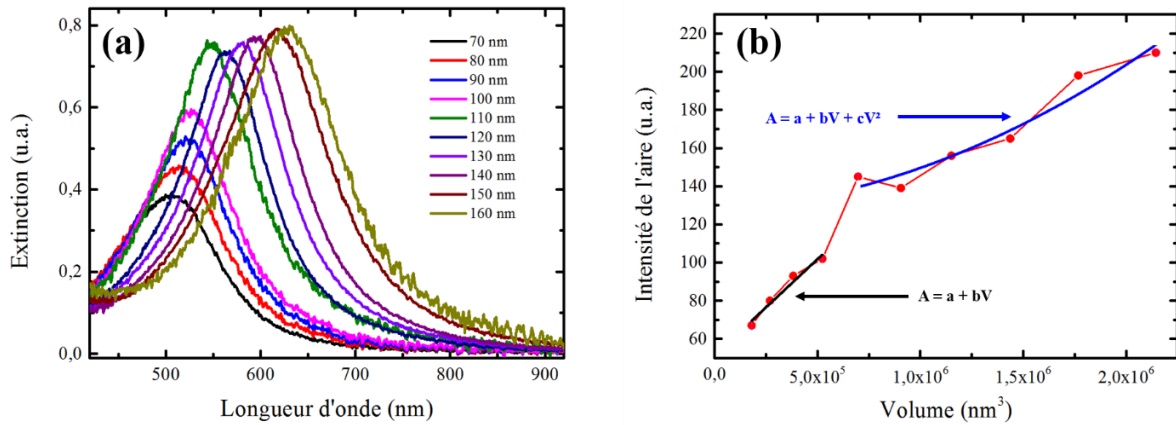 (a)
Extinction (u.a.)
0,8
0,6
0,4
0,2
0,0
500
600
700
800
900
Longueur d'onde (nm)
70 nm
80 nm
90 nm
100 nm
110 nm
120 nm
130 nm
140 nm
150 nm
160 nm
(b)
Intensité de l'aire (u.a.)
220
200
180
160
140
120
100
80
60
0,0
5,0x10⁵
1,0x10⁶
1,5x10⁶
2,0x10⁶
Volume (nm³)
A = a + bV + cV²
A = a + bV